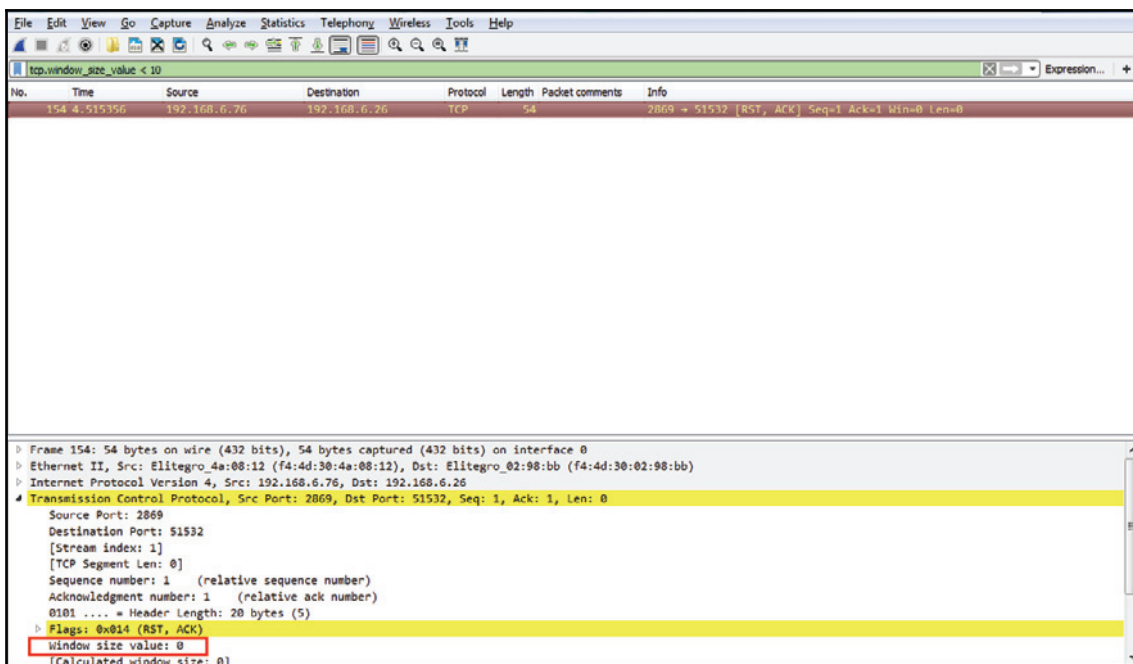 File Edit View Go Capture Analyze Statistics Telephony Wireless Tools Help
tcp.window_size_value < 10 Expression... +
No. Time Source Destination Protocol Length Packet comments Info
154 4.515356 192.168.6.76 192.168.6.26 TCP 54 2869 → 51532 [RST, ACK] Seq=1 Ack=1 Win=0 Len=0
Frame 154: 54 bytes on wire (432 bits), 54 bytes captured (432 bits) on interface 0
Ethernet II, Src: Elitegro_4a:08:12 (f4:4d:30:4a:08:12), Dst: Elitegro_02:98:bb (f4:4d:30:02:98:bb)
Internet Protocol Version 4, Src: 192.168.6.76, Dst: 192.168.6.26
Transmission Control Protocol, Src Port: 2869, Dst Port: 51532, Seq: 1, Ack: 1, Len: 0
Source Port: 2869
Destination Port: 51532
[Stream index: 1]
[TCP Segment Len: 0]
Sequence number: 1 (relative sequence number)
Acknowledgment number: 1 (relative ack number)
0101 .... = Header Length: 20 bytes (5)
Flags: 0x014 (RST, ACK)
Window size value: 0
[Calculated window size: 0]